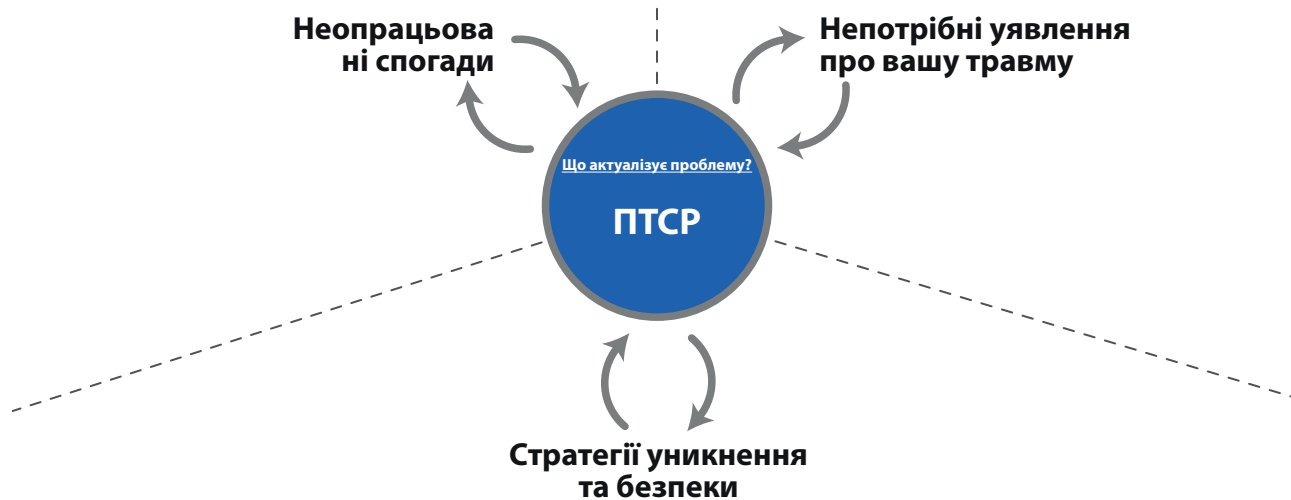 Неопрацьова
ні спогади
Непотрібні уявлення
про вашу травму
Що актуалізує проблему?
ПТСР
Стратегії уникнення
та безпеки